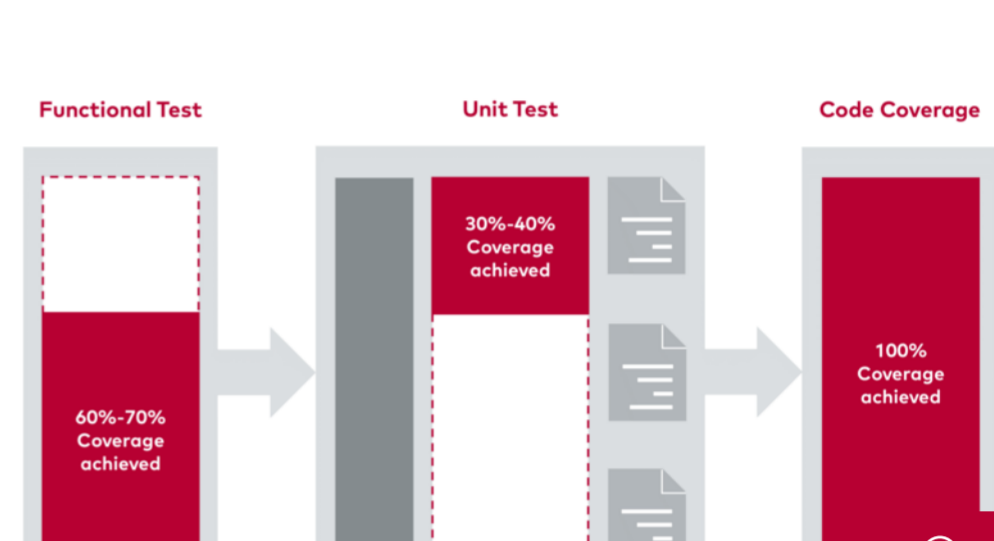 Functional Test
Unit Test
Code Coverage
30%-40%
Coverage
achieved
100%
Coverage
achieved
60%-70%
Coverage
achieved